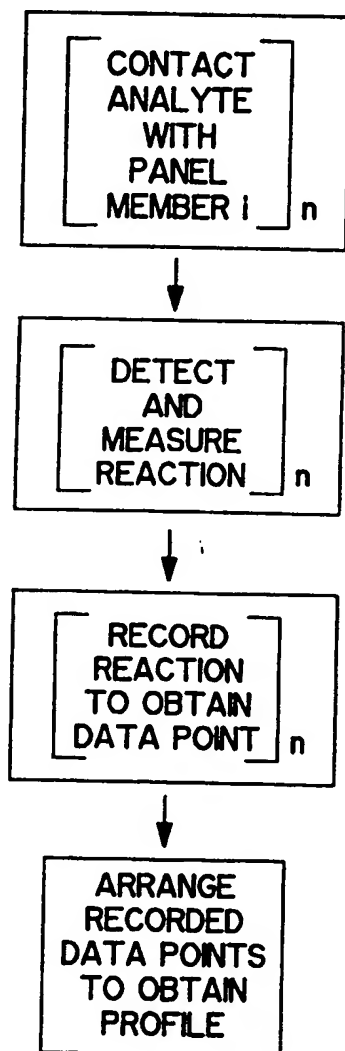 CONTACT
ANALYTE
WITH
PANEL
MEMBER i
n
DETECT
AND
MEASURE
REACTION
n
RECORD
REACTION
TO OBTAIN
DATA POINT
n
ARRANGE
RECORDED
DATA POINTS
TO OBTAIN
PROFILE